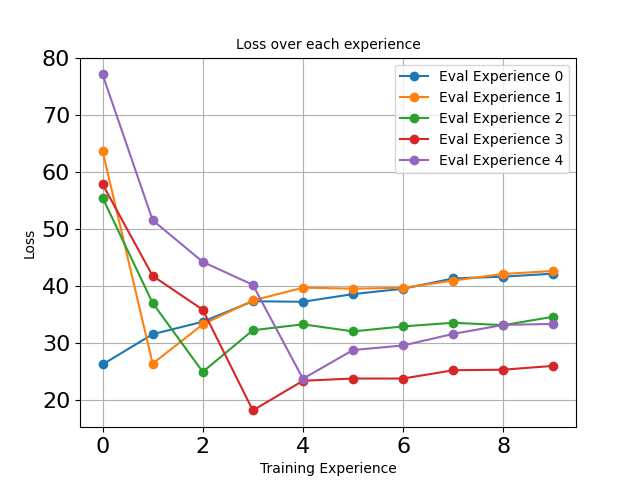 Loss over each experience
80
70
60
50
40
30
20
Loss
0 2 4 6 8
Training Experience
Eval Experience 0
Eval Experience 1
Eval Experience 2
Eval Experience 3
Eval Experience 4